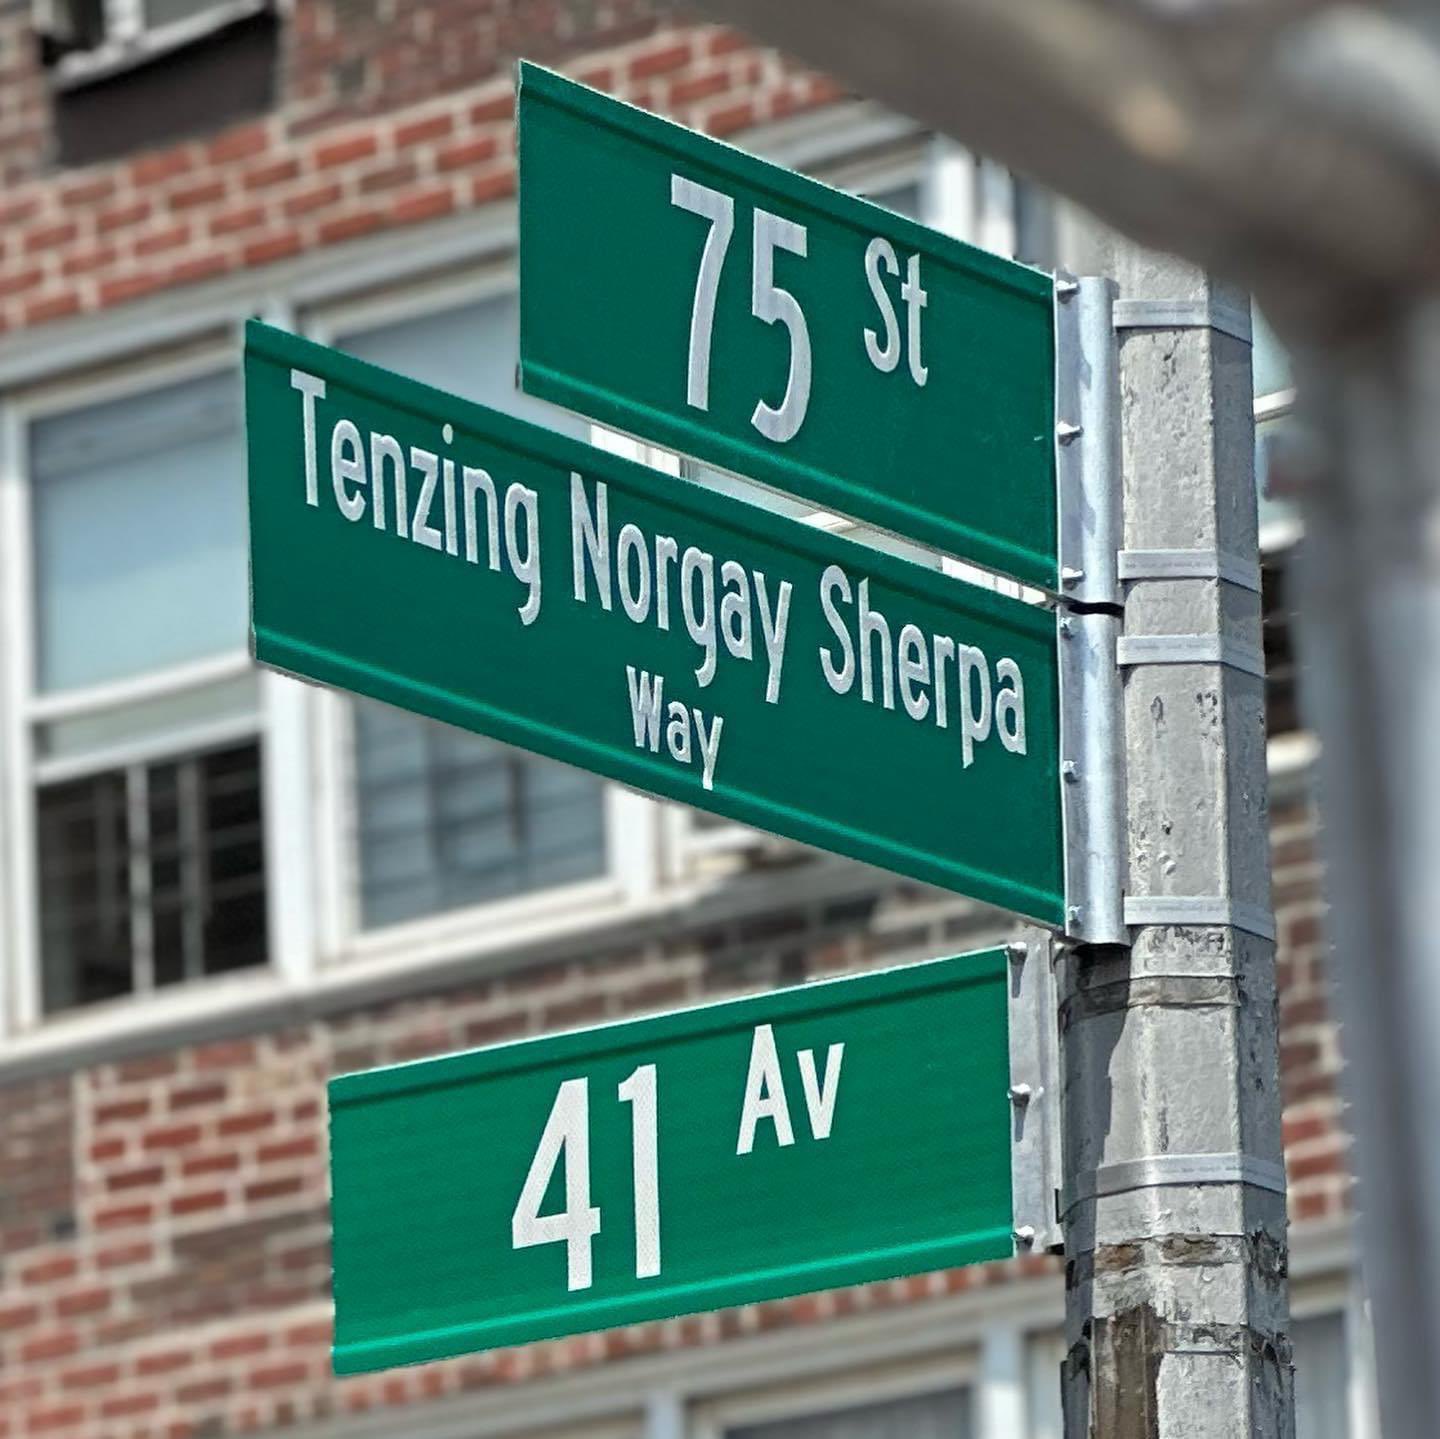 75 St
Tenzing Norgay Sherpa
Way
41 Av